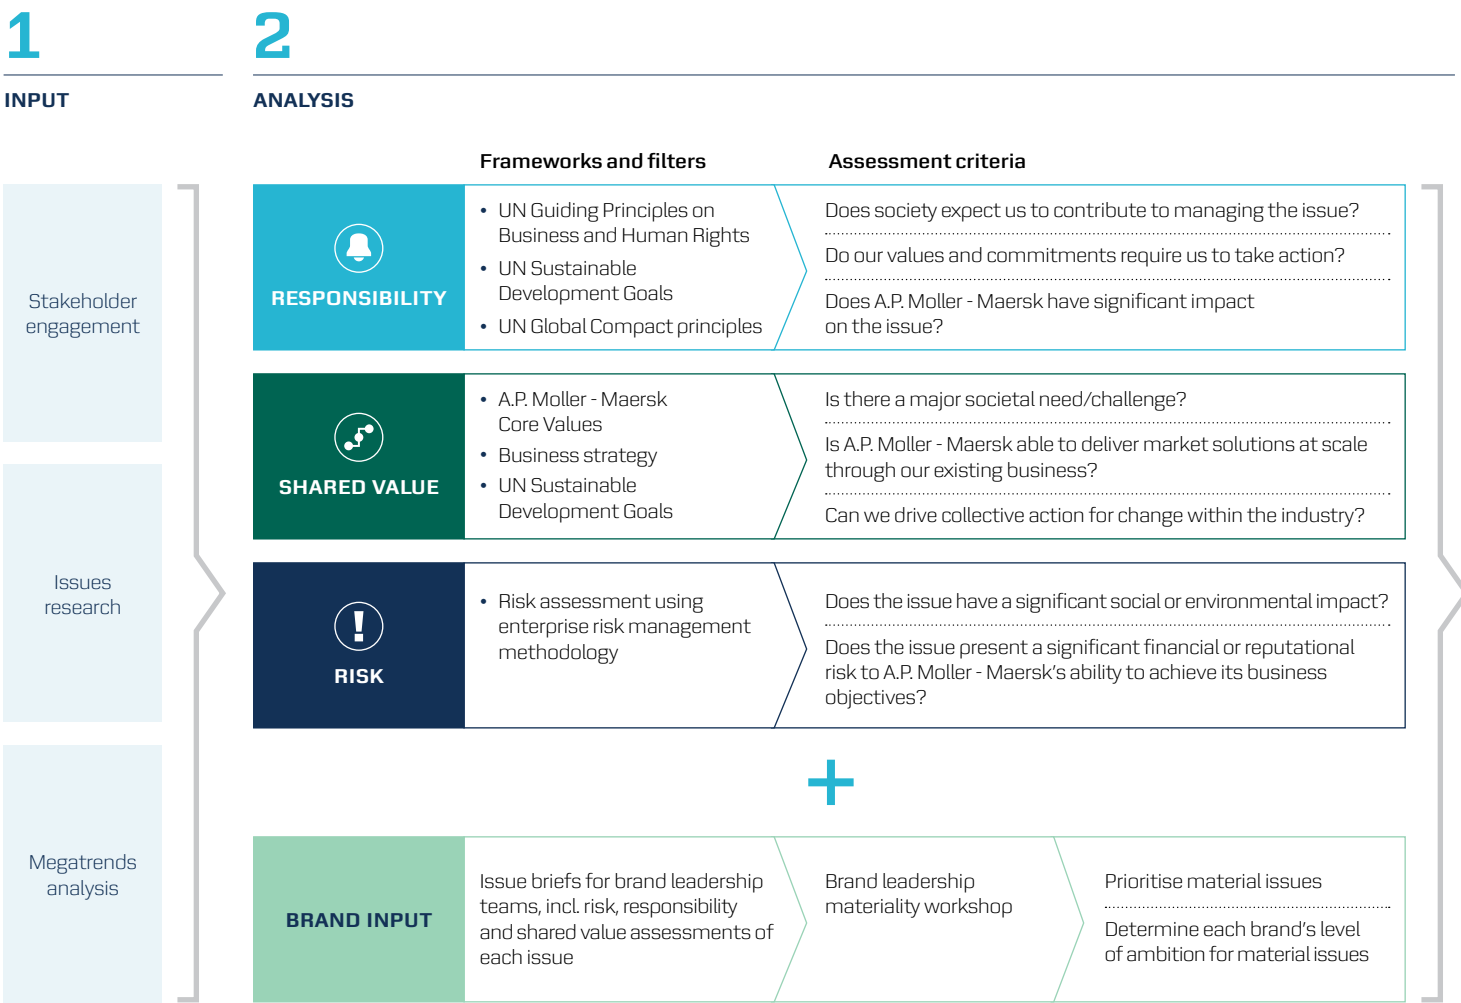 1
INPUT
Stakeholder
engagement
Issues
research
Megatrends
analysis
2
ANALYSIS
Frameworks and filters
Assessment criteria
RESPONSIBILITY
• UN Guiding Principles on
Business and Human Rights
• UN Sustainable
Development Goals
• UN Global Compact principles
Does society expect us to contribute to managing the issue?
Do our values and commitments require us to take action?
Does A.P. Moller - Maersk have significant impact
on the issue?
SHARED VALUE
• A.P. Moller - Maersk
Core Values
• Business strategy
• UN Sustainable
Development Goals
Is there a major societal need/challenge?
Is A.P. Moller - Maersk able to deliver market solutions at scale
through our existing business?
Can we drive collective action for change within the industry?
RISK
• Risk assessment using
enterprise risk management
methodology
Does the issue have a significant social or environmental impact?
Does the issue present a significant financial or reputational
risk to A.P. Moller - Maersk's ability to achieve its business
objectives?
+
BRAND INPUT
Issue briefs for brand leadership
teams, incl. risk, responsibility
and shared value assessments of
each issue
Brand leadership
materiality workshop
Prioritise material issues
Determine each brand's level
of ambition for material issues